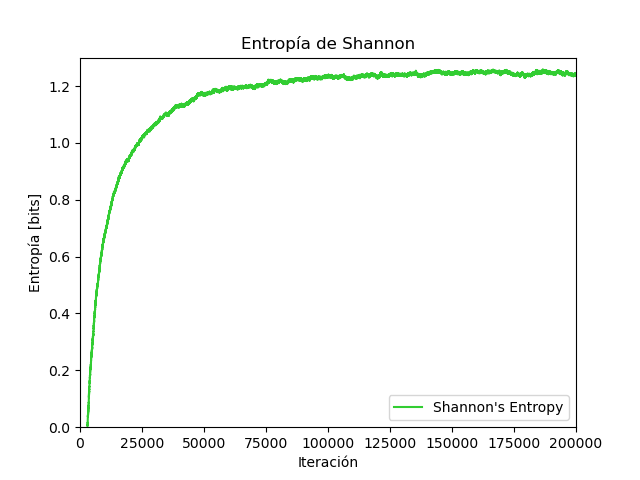 Entropía de Shannon
Entropía [bits]
1.2
1.0
0.8
0.6
0.4
0.2
0.0
0 25000 50000 75000 100000 125000 150000 175000 200000
Iteración
Shannon's Entropy